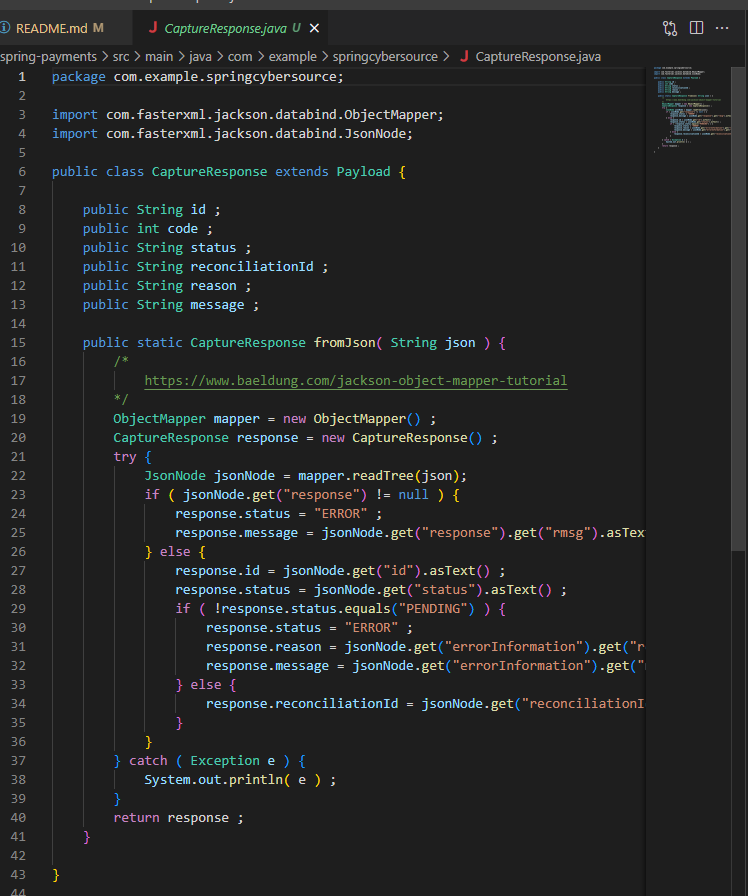 README.md M
J CaptureResponse.java U
spring-payments > src > main > java > com > example > springcybersource > J CaptureResponse.java
1 package com.example.springcybersource;
2
3 import com.fasterxml.jackson.databind.ObjectMapper;
4 import com.fasterxml.jackson.databind.JsonNode;
5
6 public class CaptureResponse extends Payload {
7
8 public String id ;
9 public int code ;
10 public String status ;
11 public String reconciliationId ;
12 public String reason ;
13 public String message ;
14
15 public static CaptureResponse fromJson( String json ) {
16 /*
17 https://www.baeldung.com/jackson-object-mapper-tutorial
18 */
19 ObjectMapper mapper = new ObjectMapper() ;
20 CaptureResponse response = new CaptureResponse() ;
21 try {
22 JsonNode jsonNode = mapper.readTree(json);
23 if ( jsonNode.get("response") != null ) {
24 response.status = "ERROR" ;
25 response.message = jsonNode.get("response").get("rmsg").asTex
26 } else {
27 response.id = jsonNode.get("id").asText() ;
28 response.status = jsonNode.get("status").asText() ;
29 if ( !response.status.equals("PENDING") ) {
30 response.status = "ERROR" ;
31 response.reason = jsonNode.get("errorInformation").get("r
32 response.message = jsonNode.get("errorInformation").get("
33 } else {
34 response.reconciliationId = jsonNode.get("reconciliationI
35 }
36 }
37 } catch ( Exception e ) {
38 System.out.println( e ) ;
39 }
40 return response ;
41 }
42
43 }
44